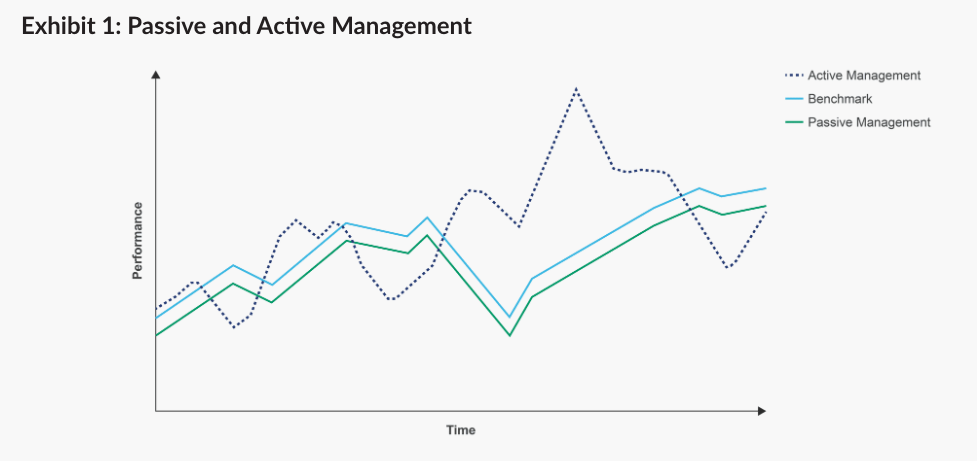 Exhibit 1: Passive and Active Management
Active Management
Benchmark
Passive Management
Performance
Time